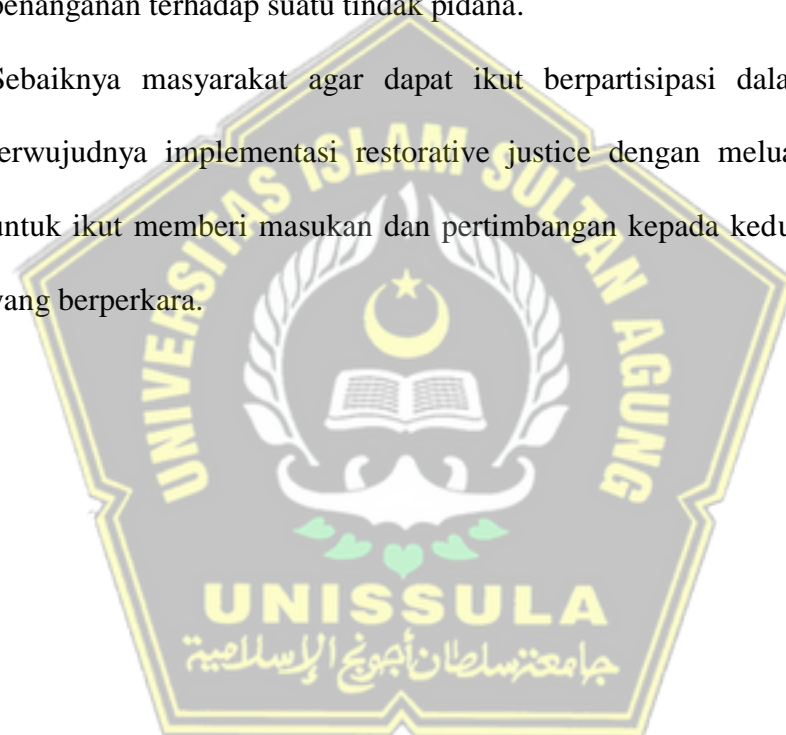 penanganan terhadap suatu tindak pidana.
Sebaiknya masyarakat agar dapat ikut berpartisipasi dala
terwujudnya implementasi restorative justice dengan melua
untuk ikut memberi masukan dan pertimbangan kepada kedu
yang berperkara.
UNIVERSITAS ISLAM SULTAN AGUNG
UNISSULA
جامعة سلطان أجونج الإسلامية